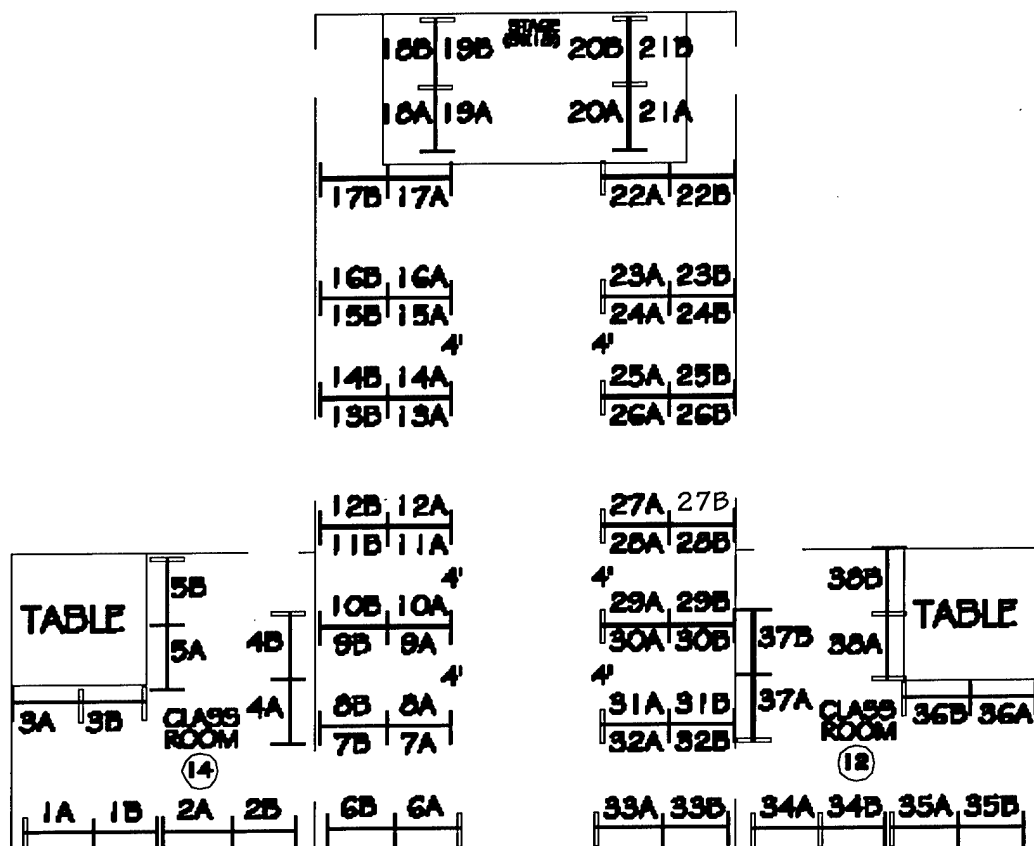 STAGE
18B 19B 20B 21B
18A 19A 20A 21A
17B 17A 22A 22B
16B 16A 23A 23B
15B 15A 24A 24B
4' 4'
14B 14A 25A 25B
13B 13A 26A 26B
12B 12A 27A 27B
11B 11A 28A 28B
5B 4' 4' 38B
TABLE 10B 10A 29A 29B TABLE
5A 4B 9B 9A 30A 30B 37B 38A
4' 4'
3A 3B 4A 8B 8A 31A 31B 37A 36B 36A
CLASS ROOM 7B 7A 32A 32B CLASS ROOM
14 12
1A 1B 2A 2B 6B 6A 33A 33B 34A 34B 35A 35B